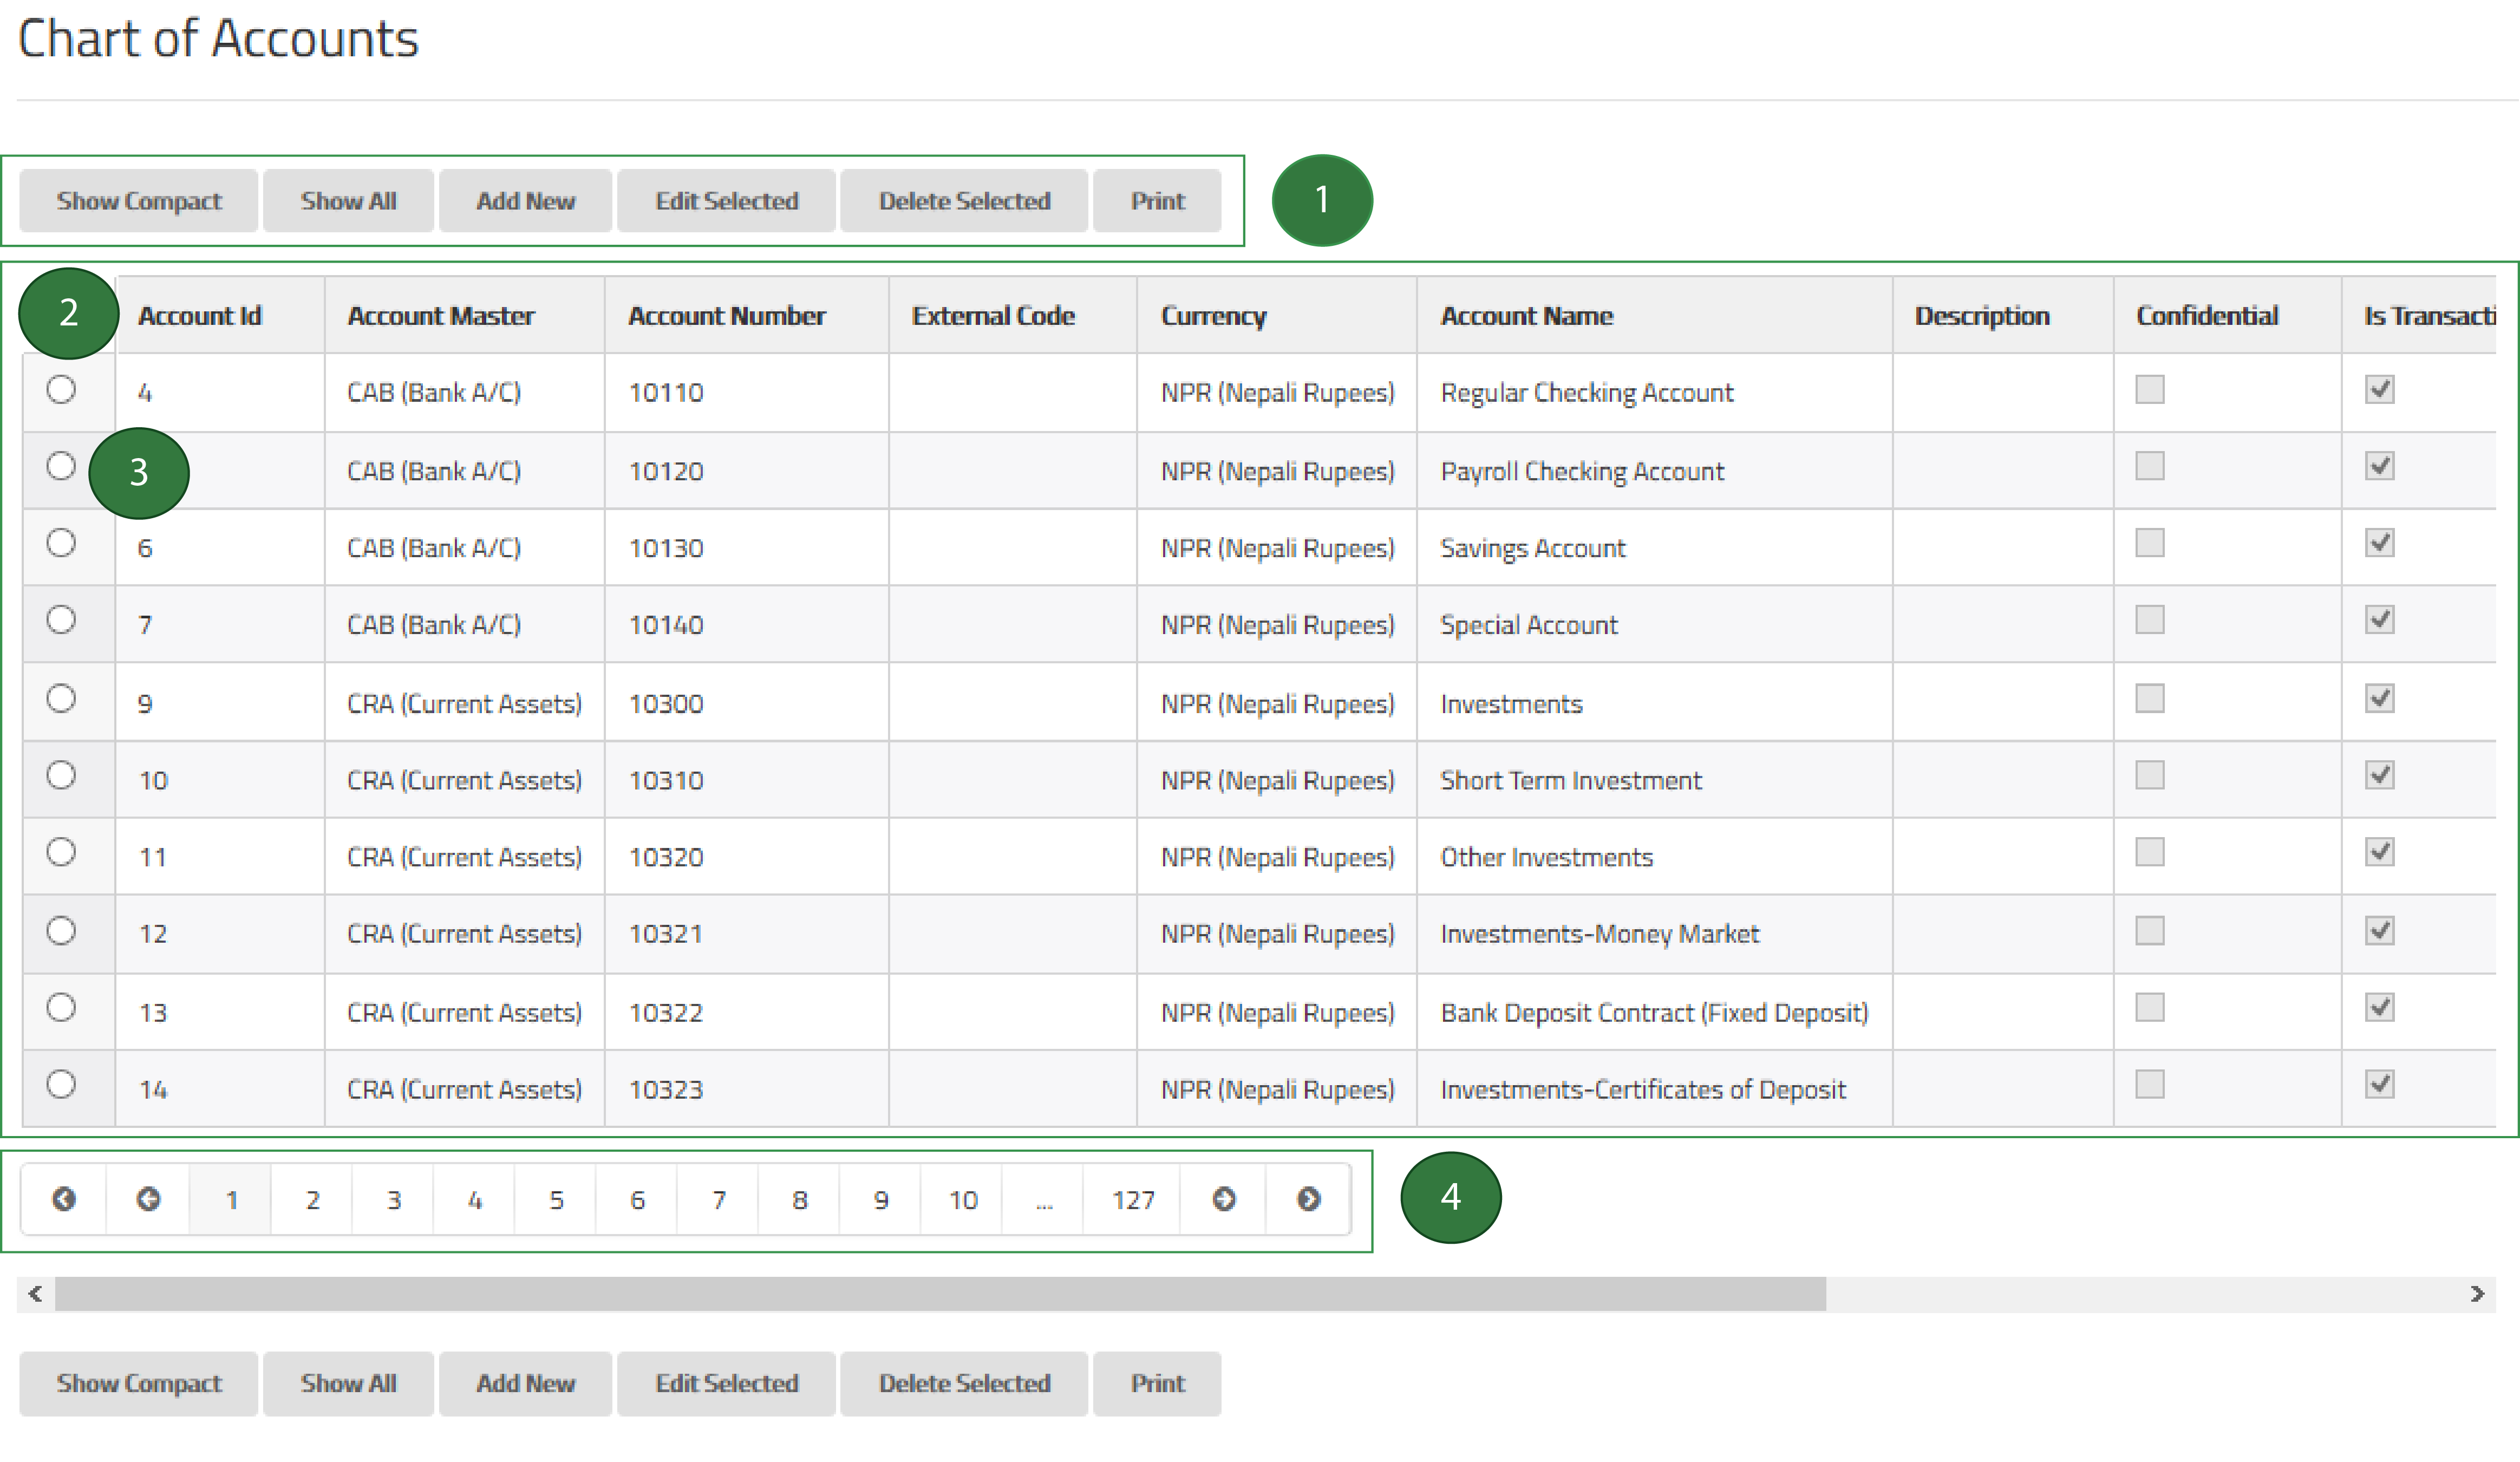 Chart of Accounts
Show Compact Show All Add New Edit Selected Delete Selected Print 1
2 Account Id Account Master Account Number External Code Currency Account Name Description Confidential Is Transacti
4 CAB (Bank A/C) 10110 NPR (Nepali Rupees) Regular Checking Account
3 CAB (Bank A/C) 10120 NPR (Nepali Rupees) Payroll Checking Account
6 CAB (Bank A/C) 10130 NPR (Nepali Rupees) Savings Account
7 CAB (Bank A/C) 10140 NPR (Nepali Rupees) Special Account
9 CRA (Current Assets) 10300 NPR (Nepali Rupees) Investments
10 CRA (Current Assets) 10310 NPR (Nepali Rupees) Short Term Investment
11 CRA (Current Assets) 10320 NPR (Nepali Rupees) Other Investments
12 CRA (Current Assets) 10321 NPR (Nepali Rupees) Investments-Money Market
13 CRA (Current Assets) 10322 NPR (Nepali Rupees) Bank Deposit Contract (Fixed Deposit)
14 CRA (Current Assets) 10323 NPR (Nepali Rupees) Investments-Certificates of Deposit
1 2 3 4 5 6 7 8 9 10 ... 127 4
Show Compact Show All Add New Edit Selected Delete Selected Print